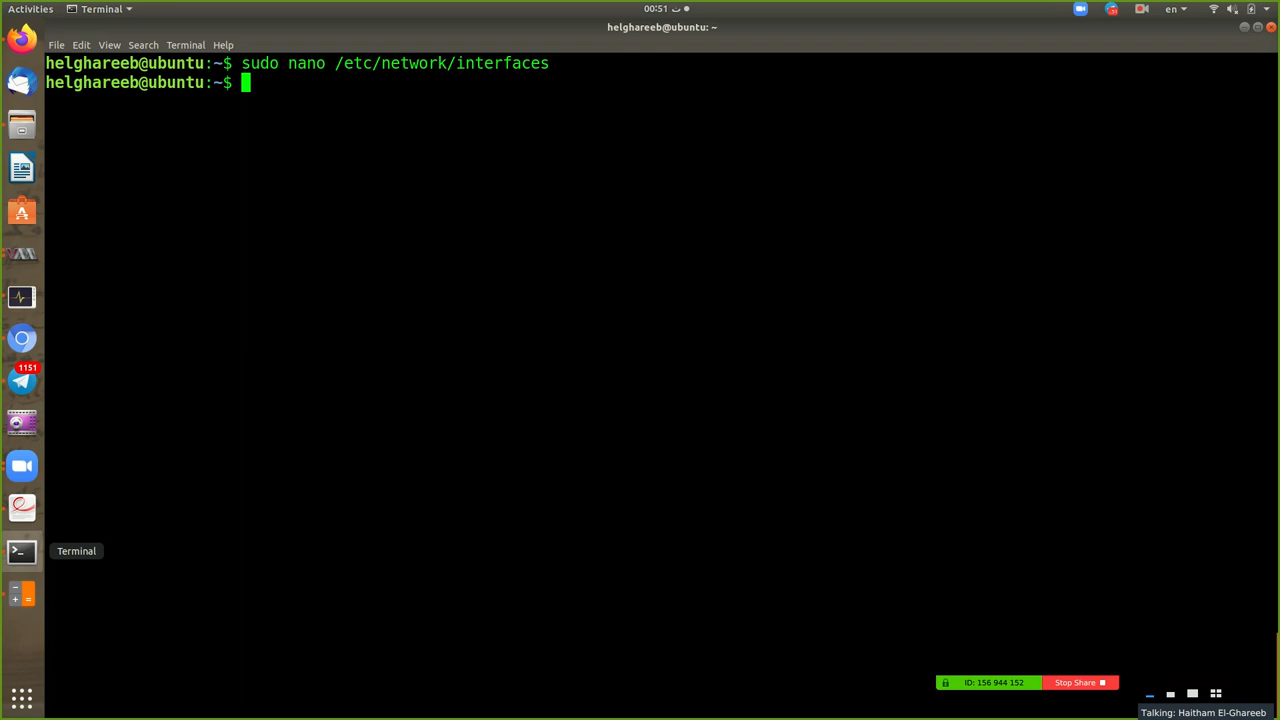 Activities Terminal 00:51 ث en
helghareeb@ubuntu: ~
File Edit View Search Terminal Help
helghareeb@ubuntu:~$ sudo nano /etc/network/interfaces
helghareeb@ubuntu:~$
1151
Terminal
ID: 156 944 152 Stop Share
Talking: Haitham El-Ghareeb